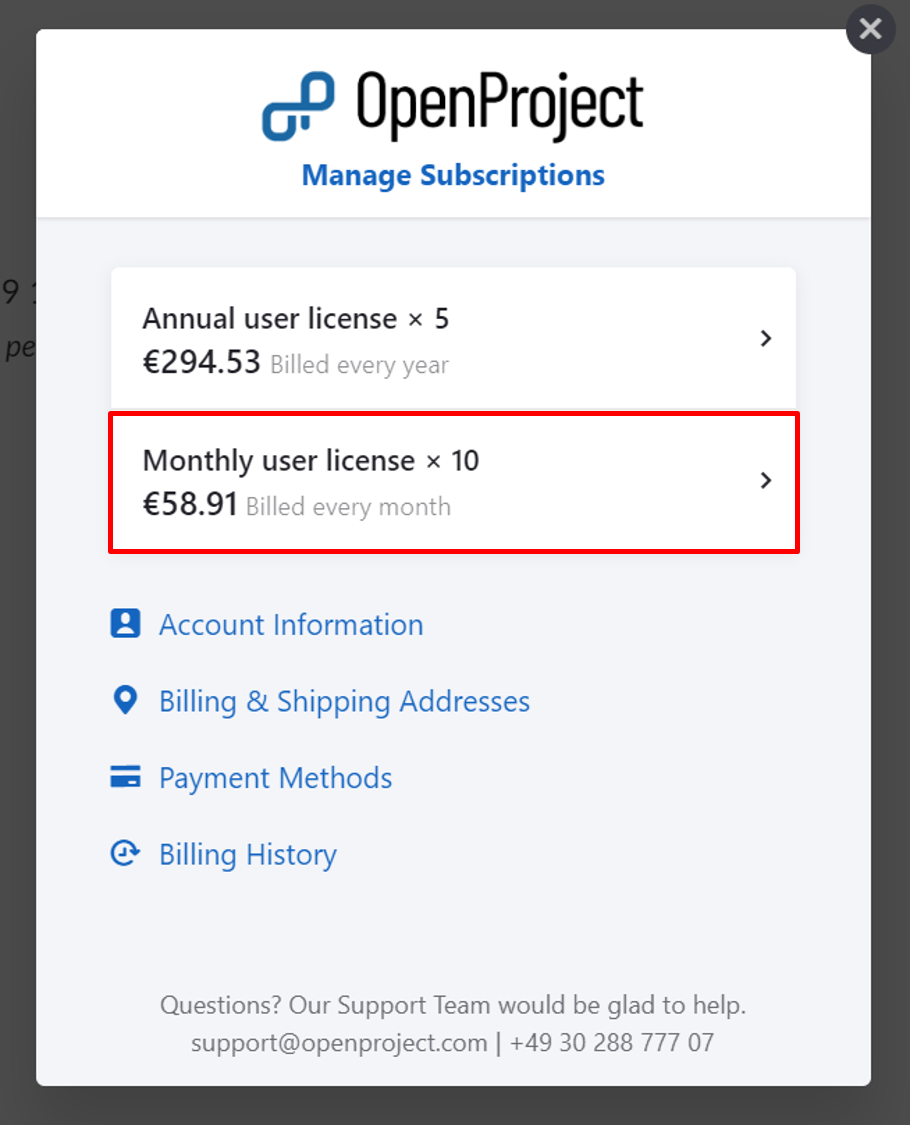 OpenProject
Manage Subscriptions
9
pe
Annual user license × 5
€294.53 Billed every year
Monthly user license × 10
€58.91 Billed every month
Account Information
Billing & Shipping Addresses
Payment Methods
Billing History
Questions? Our Support Team would be glad to help.
support@openproject.com | +49 30 288 777 07